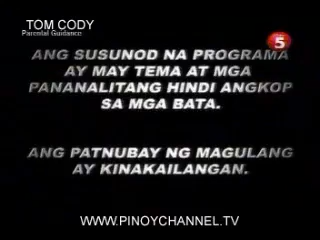 TOM CODY
Parental Guidance
5
ANG SUSUNOD NA PROGRAMA
AY MAY TEMA AT MGA
PANANALITANG HINDI ANGKOP
SA MGA BATA.
ANG PATNUBAY NG MAGULANG
AY KINAKAILANGAN.
WWW.PINOYCHANNEL.TV